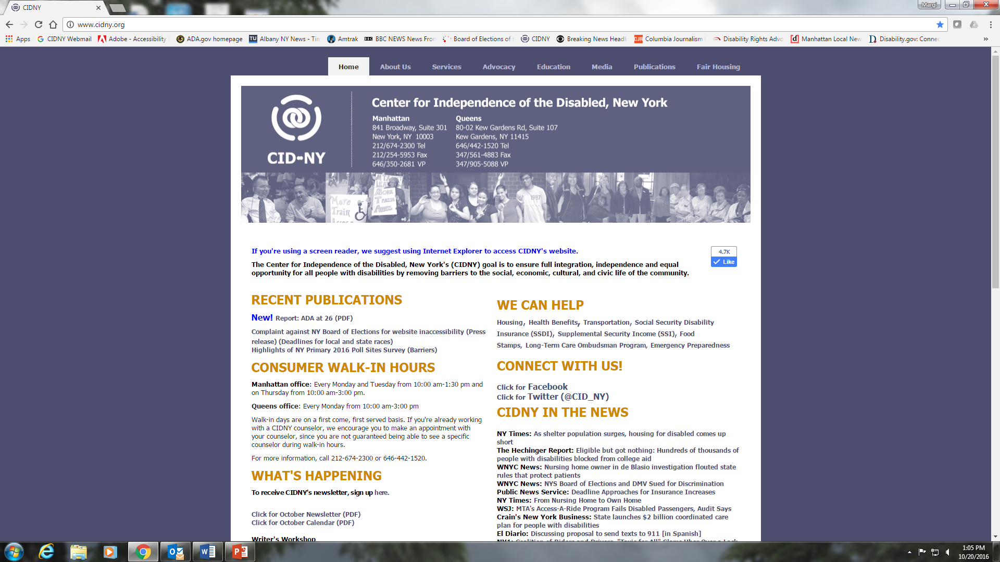 CIDNY
Margi
www.cidny.org
Apps CIDNY Webmail Adobe - Accessibility ADA.gov homepage Albany NY News - Tim Amtrak BBC NEWS News Fron Board of Elections of CIDNY Breaking News Headl Columbia Journalism Disability Rights Advo Manhattan Local New Disability.gov: Connec »
Home About Us Services Advocacy Education Media Publications Fair Housing
CID-NY
Center for Independence of the Disabled, New York
Manhattan
841 Broadway, Suite 301
New York, NY 10003
212/674-2300 Tel
212/254-5953 Fax
646/350-2681 VP
Queens
80-02 Kew Gardens Rd, Suite 107
Kew Gardens, NY 11415
646/442-1520 Tel
347/561-4883 Fax
347/905-5088 VP
More
Train
Access
1987
If you're using a screen reader, we suggest using Internet Explorer to access CIDNY's website.
4.7K
Like
The Center for Independence of the Disabled, New York's (CIDNY) goal is to ensure full integration, independence and equal
opportunity for all people with disabilities by removing barriers to the social, economic, cultural, and civic life of the community.
RECENT PUBLICATIONS
New! Report: ADA at 26 (PDF)
Complaint against NY Board of Elections for website inaccessibility (Press
release) (Deadlines for local and state races)
Highlights of NY Primary 2016 Poll Sites Survey (Barriers)
CONSUMER WALK-IN HOURS
Manhattan office: Every Monday and Tuesday from 10:00 am-1:30 pm and
on Thursday from 10:00 am-3:00 pm.
Queens office: Every Monday from 10:00 am-3:00 pm
Walk-in days are on a first come, first served basis. If you're already working
with a CIDNY counselor, we encourage you to make an appointment with
your counselor, since you are not guaranteed being able to see a specific
counselor during walk-in hours.
For more information, call 212-674-2300 or 646-442-1520.
WHAT'S HAPPENING
To receive CIDNY's newsletter, sign up here.
Click for October Newsletter (PDF)
Click for October Calendar (PDF)
Writer's Workshop
WE CAN HELP
Housing, Health Benefits, Transportation, Social Security Disability
Insurance (SSDI), Supplemental Security Income (SSI), Food
Stamps, Long-Term Care Ombudsman Program, Emergency Preparedness
CONNECT WITH US!
Click for Facebook
Click for Twitter (@CID_NY)
CIDNY IN THE NEWS
NY Times: As shelter population surges, housing for disabled comes up
short
The Hechinger Report: Eligible but got nothing: Hundreds of thousands of
people with disabilities blocked from college aid
WNYC News: Nursing home owner in de Blasio investigation flouted state
rules that protect patients
WNYC News: NYS Board of Elections and DMV Sued for Discrimination
Public News Service: Deadline Approaches for Insurance Increases
NY Times: From Nursing Home to Own Home
WSJ: MTA's Access-A-Ride Program Fails Disabled Passengers, Audit Says
Crain's New York Business: State launches $2 billion coordinated care
plan for people with disabilities
El Diario: Discussing proposal to send texts to 911 [in Spanish]
NY1: Coalition of Riders and Drivers, "Toxic for All" Slams Uber Over a Lack
1:05 PM
10/20/2016